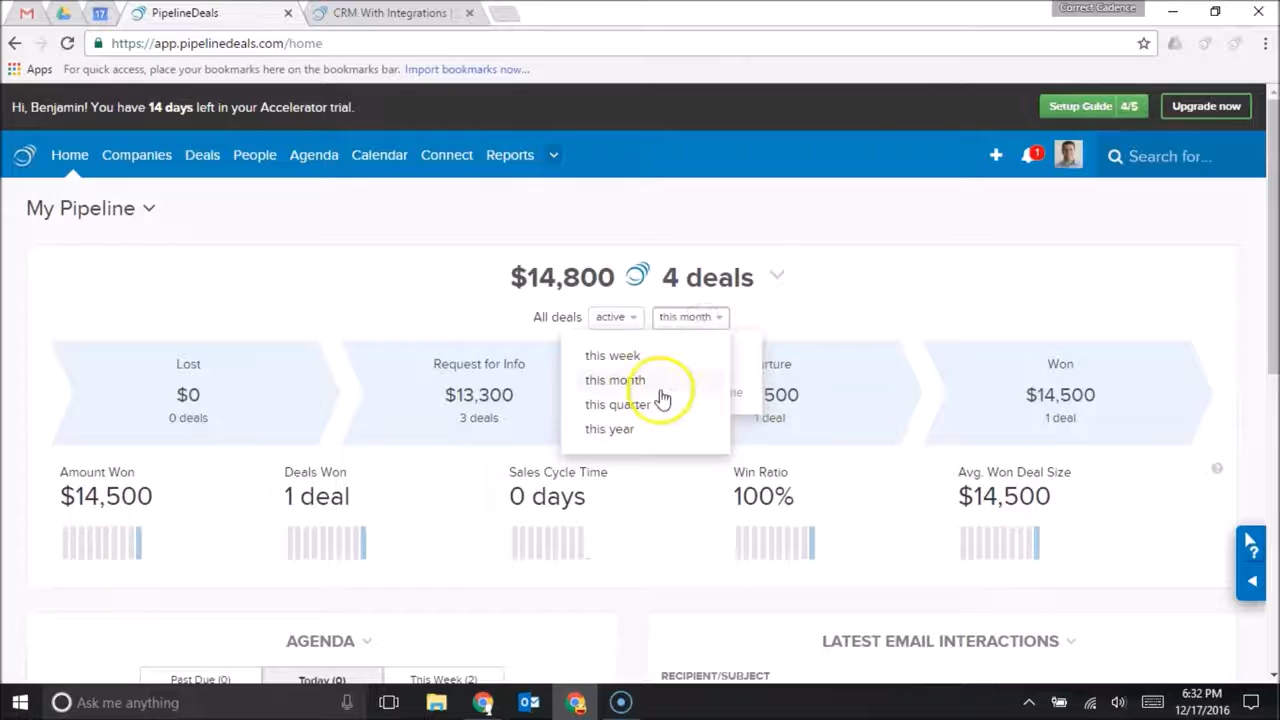 Correct Cadence
PipelineDeals
CRM With Integrations
17
https://app.pipelinedeals.com/home
Apps For quick access, place your bookmarks here on the bookmarks bar. Import bookmarks now...
Hi, Benjamin! You have 14 days left in your Accelerator trial.
Setup Guide 4/5
Upgrade now
Home Companies Deals People Agenda Calendar Connect Reports
1
Search for...
My Pipeline
$14,800 4 deals
All deals active this month
this week
this month
this quarter
this year
Lost
$0
0 deals
Request for Info
$13,300
3 deals
Won
$14,500
1 deal
Amount Won
$14,500
Deals Won
1 deal
Sales Cycle Time
0 days
Win Ratio
100%
Avg. Won Deal Size
$14,500
AGENDA
Past Due (0) Today (0) This Week (2)
LATEST EMAIL INTERACTIONS
RECIPIENT/SUBJECT
Ask me anything
6:32 PM
12/17/2016